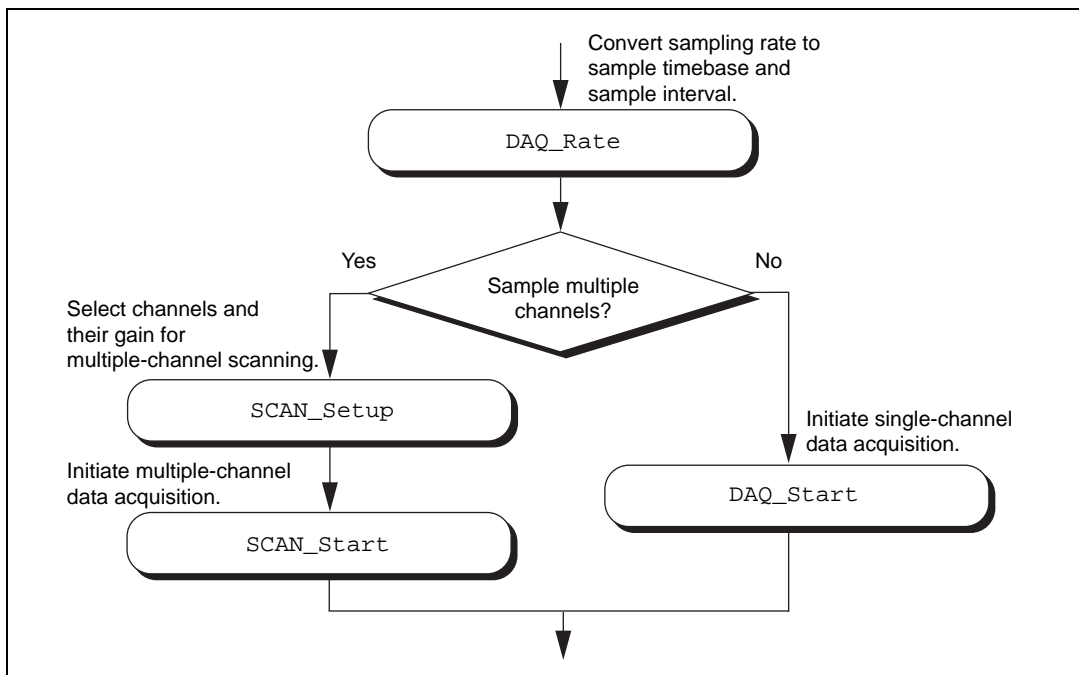 Convert sampling rate to
sample timebase and
sample interval.
DAQ_Rate
Yes
No
Sample multiple
channels?
Select channels and
their gain for
multiple-channel scanning.
SCAN_Setup
Initiate single-channel
data acquisition.
Initiate multiple-channel
data acquisition.
DAQ_Start
SCAN_Start